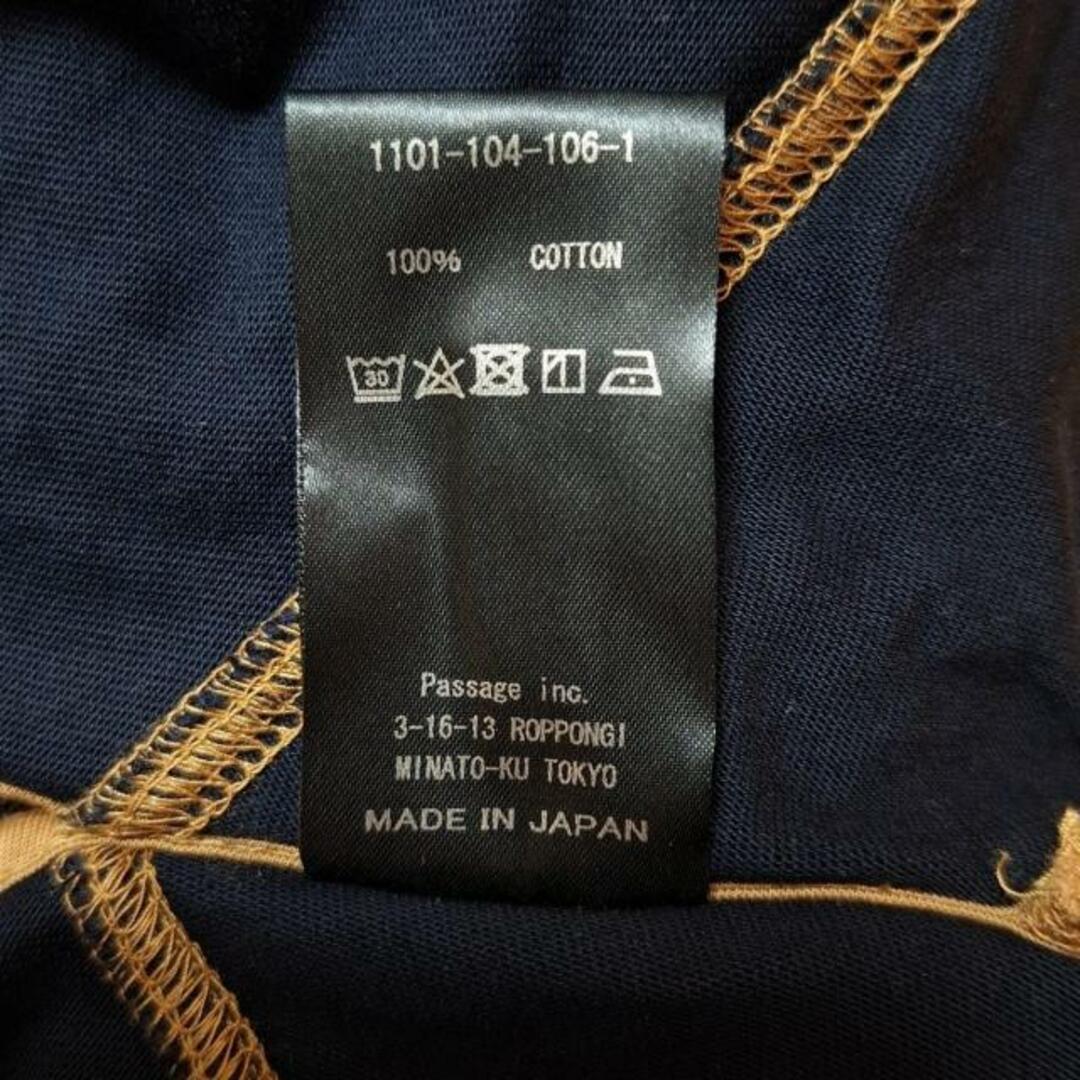 1101-104-106-1
100% COTTON
30
Passage inc.
3-16-13 ROPPONGI
MINATO-KU TOKYO
MADE IN JAPAN